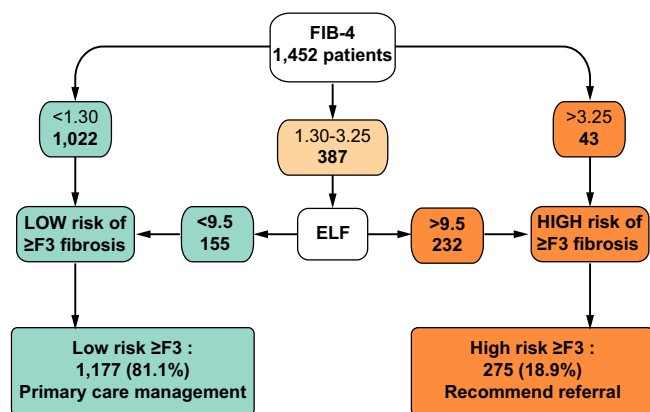 FIB-4
1,452 patients
<1.30
1,022
1.30-3.25
387
>3.25
43
LOW risk of
≥F3 fibrosis
<9.5
155
ELF
>9.5
232
HIGH risk of
≥F3 fibrosis
Low risk ≥F3 :
1,177 (81.1%)
Primary care management
High risk ≥F3 :
275 (18.9%)
Recommend referral